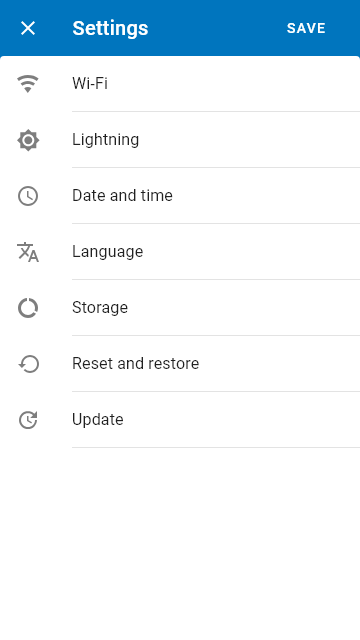 Settings
SAVE
Wi-Fi
Lightning
Date and time
Language
Storage
Reset and restore
Update